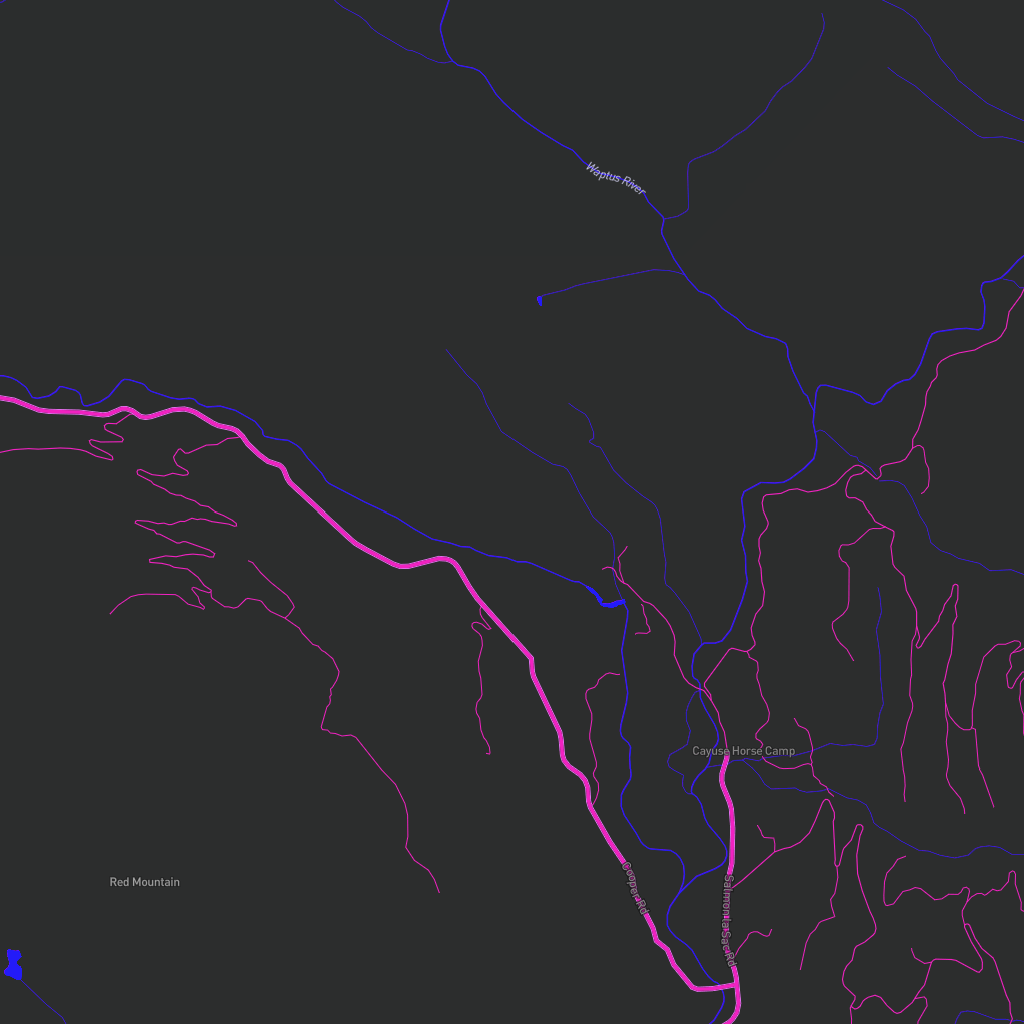 Waptus River
Cayuse Horse Camp
Cooper Rd
Salmon la Sac Rd
Red Mountain